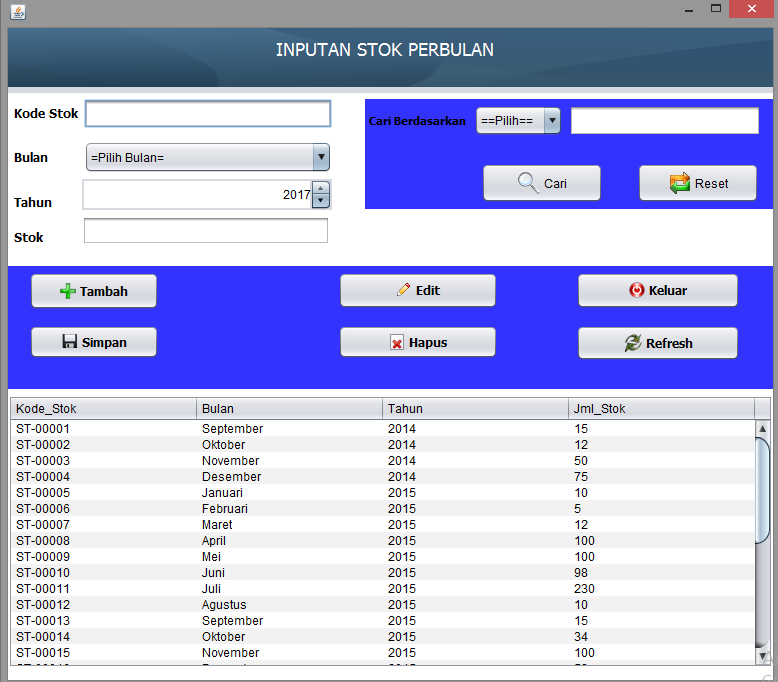 INPUTAN STOK PERBULAN
Kode Stok
Bulan =Pilih Bulan=
Tahun 2017
Stok
Cari Berdasarkan ==Pilih==
Cari Reset
Tambah Edit Keluar
Simpan Hapus Refresh
Kode_Stok Bulan Tahun Jml_Stok
ST-00001 September 2014 15
ST-00002 Oktober 2014 12
ST-00003 November 2014 50
ST-00004 Desember 2014 75
ST-00005 Januari 2015 10
ST-00006 Februari 2015 5
ST-00007 Maret 2015 12
ST-00008 April 2015 100
ST-00009 Mei 2015 100
ST-00010 Juni 2015 98
ST-00011 Juli 2015 230
ST-00012 Agustus 2015 10
ST-00013 September 2015 15
ST-00014 Oktober 2015 34
ST-00015 November 2015 100